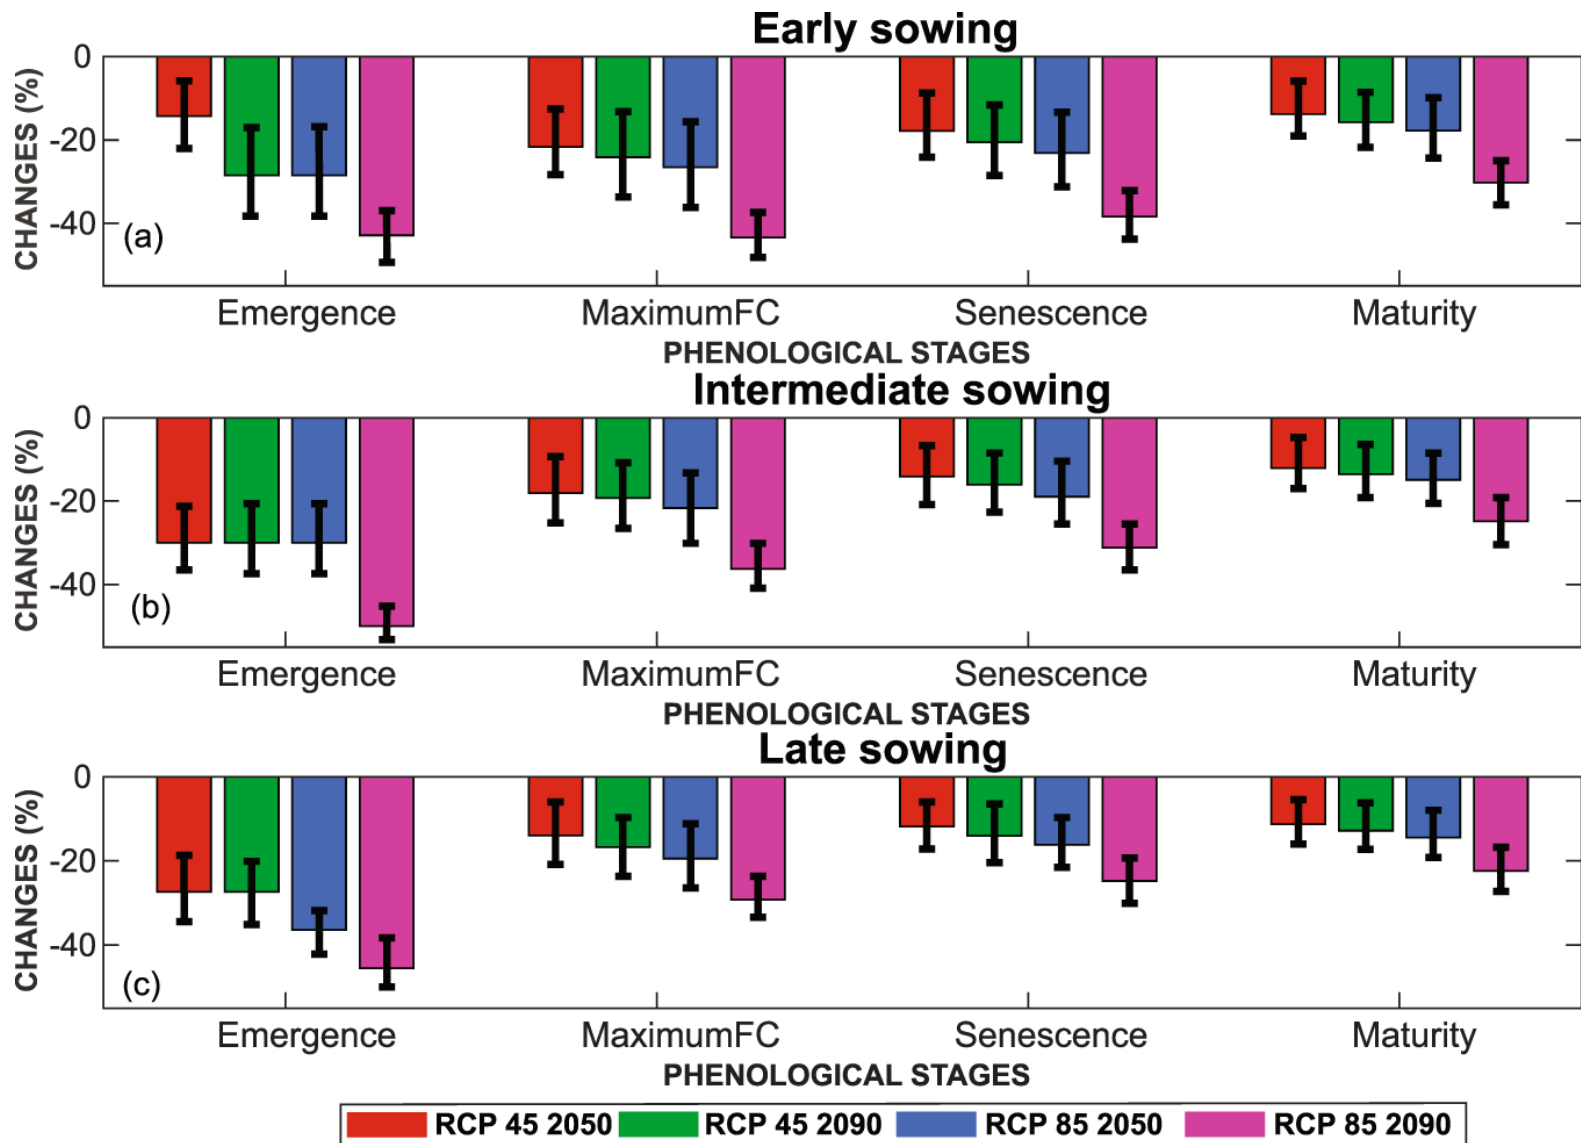 Early sowing
CHANGES (%)
0
-20
-40
(a)
Emergence MaximumFC Senescence Maturity
PHENOLOGICAL STAGES
Intermediate sowing
CHANGES (%)
0
-20
-40
(b)
Emergence MaximumFC Senescence Maturity
PHENOLOGICAL STAGES
Late sowing
CHANGES (%)
0
-20
-40
(c)
Emergence MaximumFC Senescence Maturity
PHENOLOGICAL STAGES
RCP 45 2050 RCP 45 2090 RCP 85 2050 RCP 85 2090